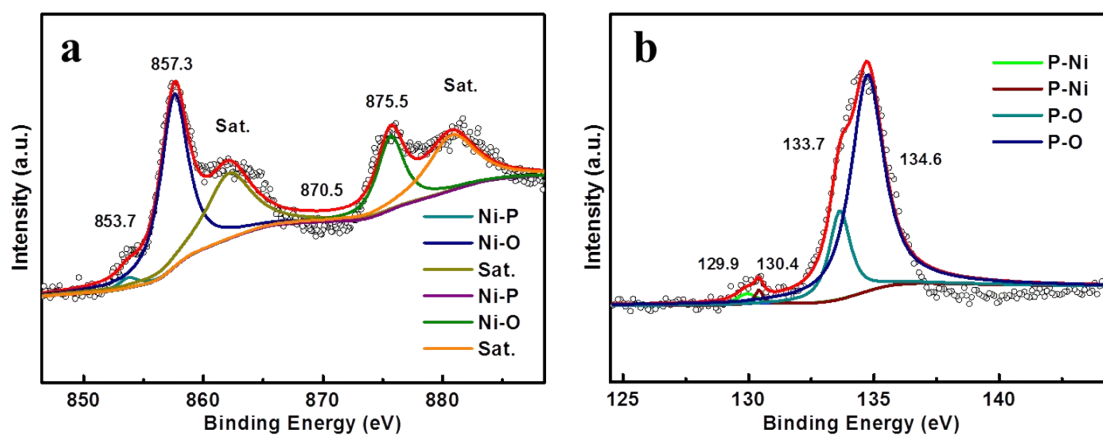 a
857.3
Sat.
875.5
Sat.
853.7
870.5
Ni-P
Ni-O
Sat.
Ni-P
Ni-O
Sat.
Intensity (a.u.)
850 860 870 880
Binding Energy (eV)
b
P-Ni
P-Ni
P-O
P-O
133.7
134.6
129.9 130.4
Intensity (a.u.)
125 130 135 140
Binding Energy (eV)